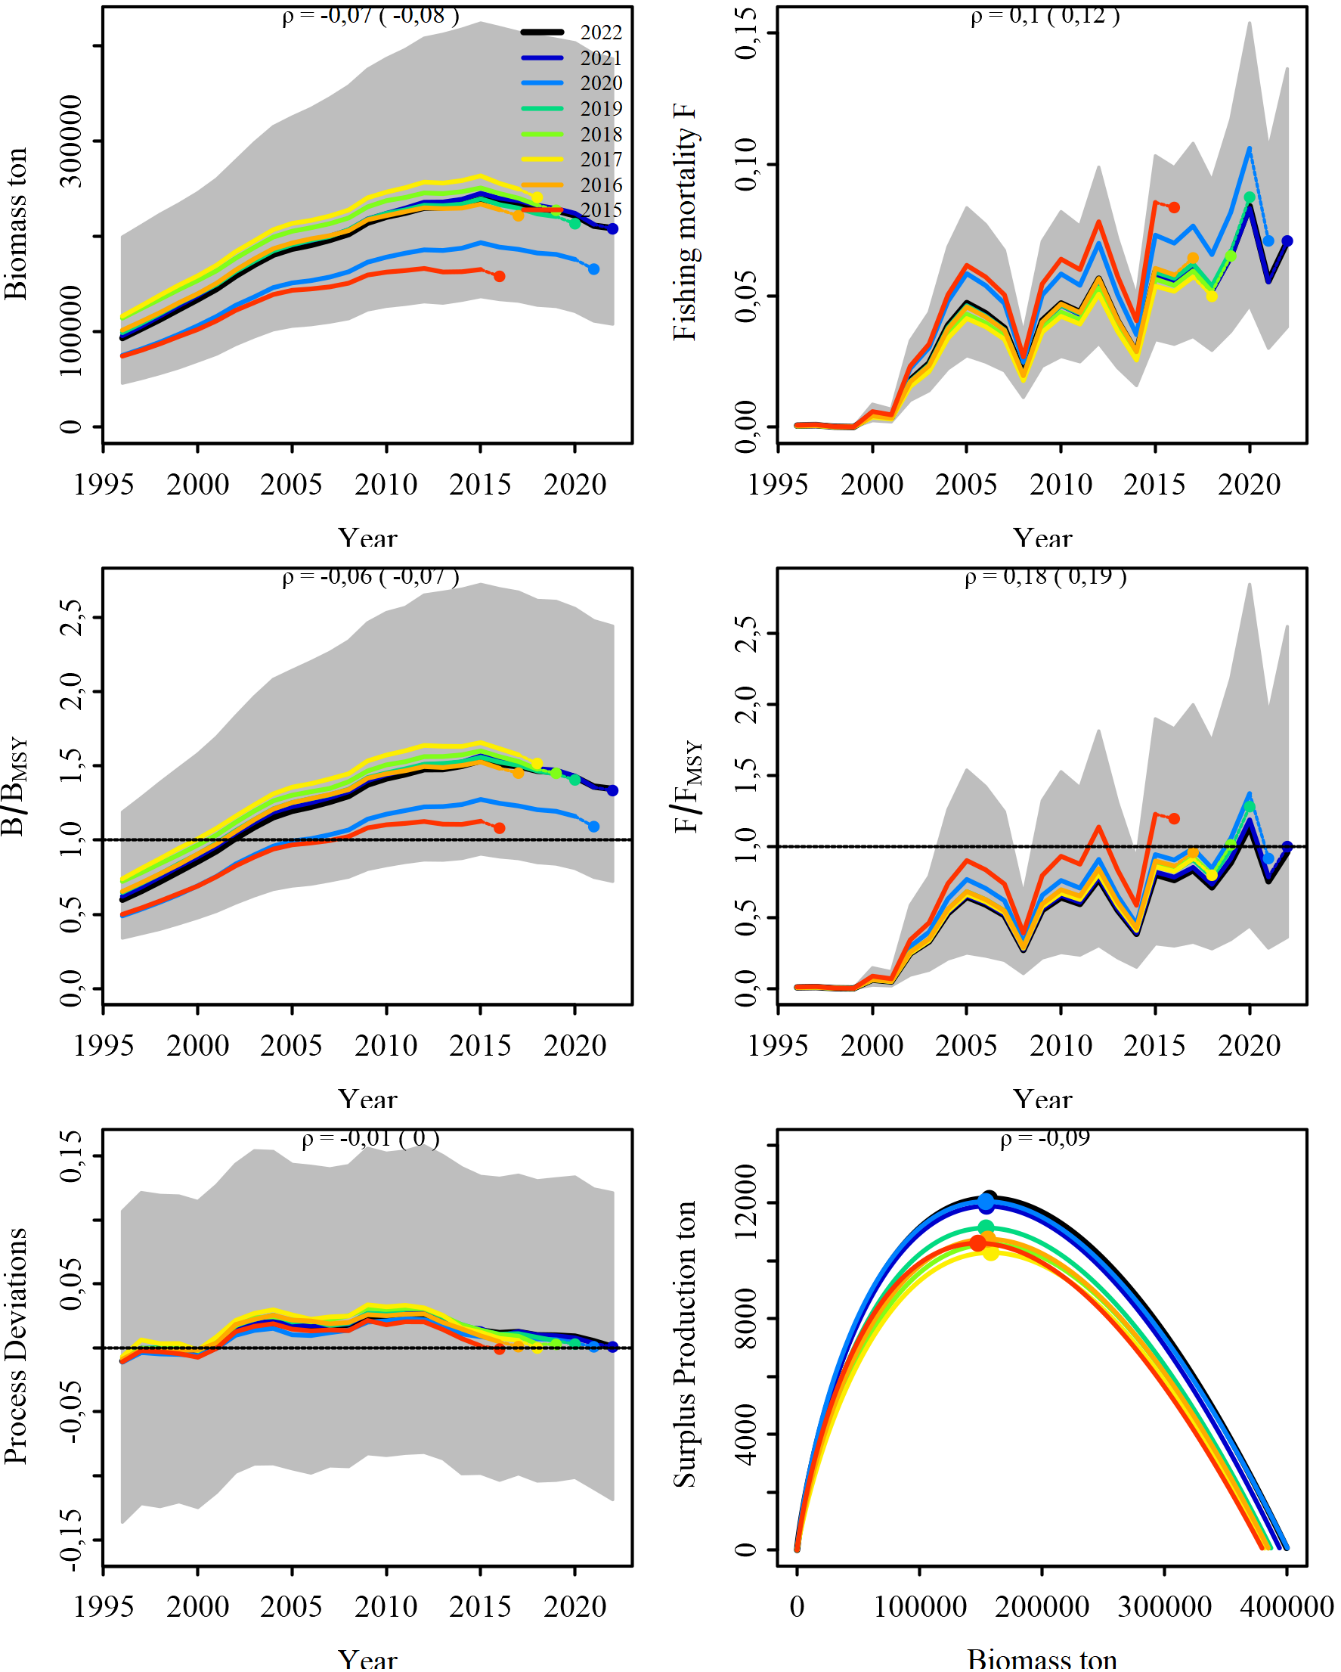 ρ = -0,07 ( -0,08 )
Biomass ton
0
100000
300000
2022
2021
2020
2019
2018
2017
2016
2015
1995 2000 2005 2010 2015 2020
Year
ρ = 0,1 ( 0,12 )
Fishing mortality F
0,00
0,05
0,10
0,15
1995 2000 2005 2010 2015 2020
Year
ρ = -0,06 ( -0,07 )
B/BMSY
0,0
0,5
1,0
1,5
2,0
2,5
1995 2000 2005 2010 2015 2020
Year
ρ = 0,18 ( 0,19 )
F/FMSY
0,0
0,5
1,0
1,5
2,0
2,5
1995 2000 2005 2010 2015 2020
Year
ρ = -0,01 ( 0 )
Process Deviations
-0,15
-0,05
0,05
0,15
1995 2000 2005 2010 2015 2020
Year
ρ = -0,09
Surplus Production ton
0
4000
8000
12000
0 100000 200000 300000 400000
Biomass ton